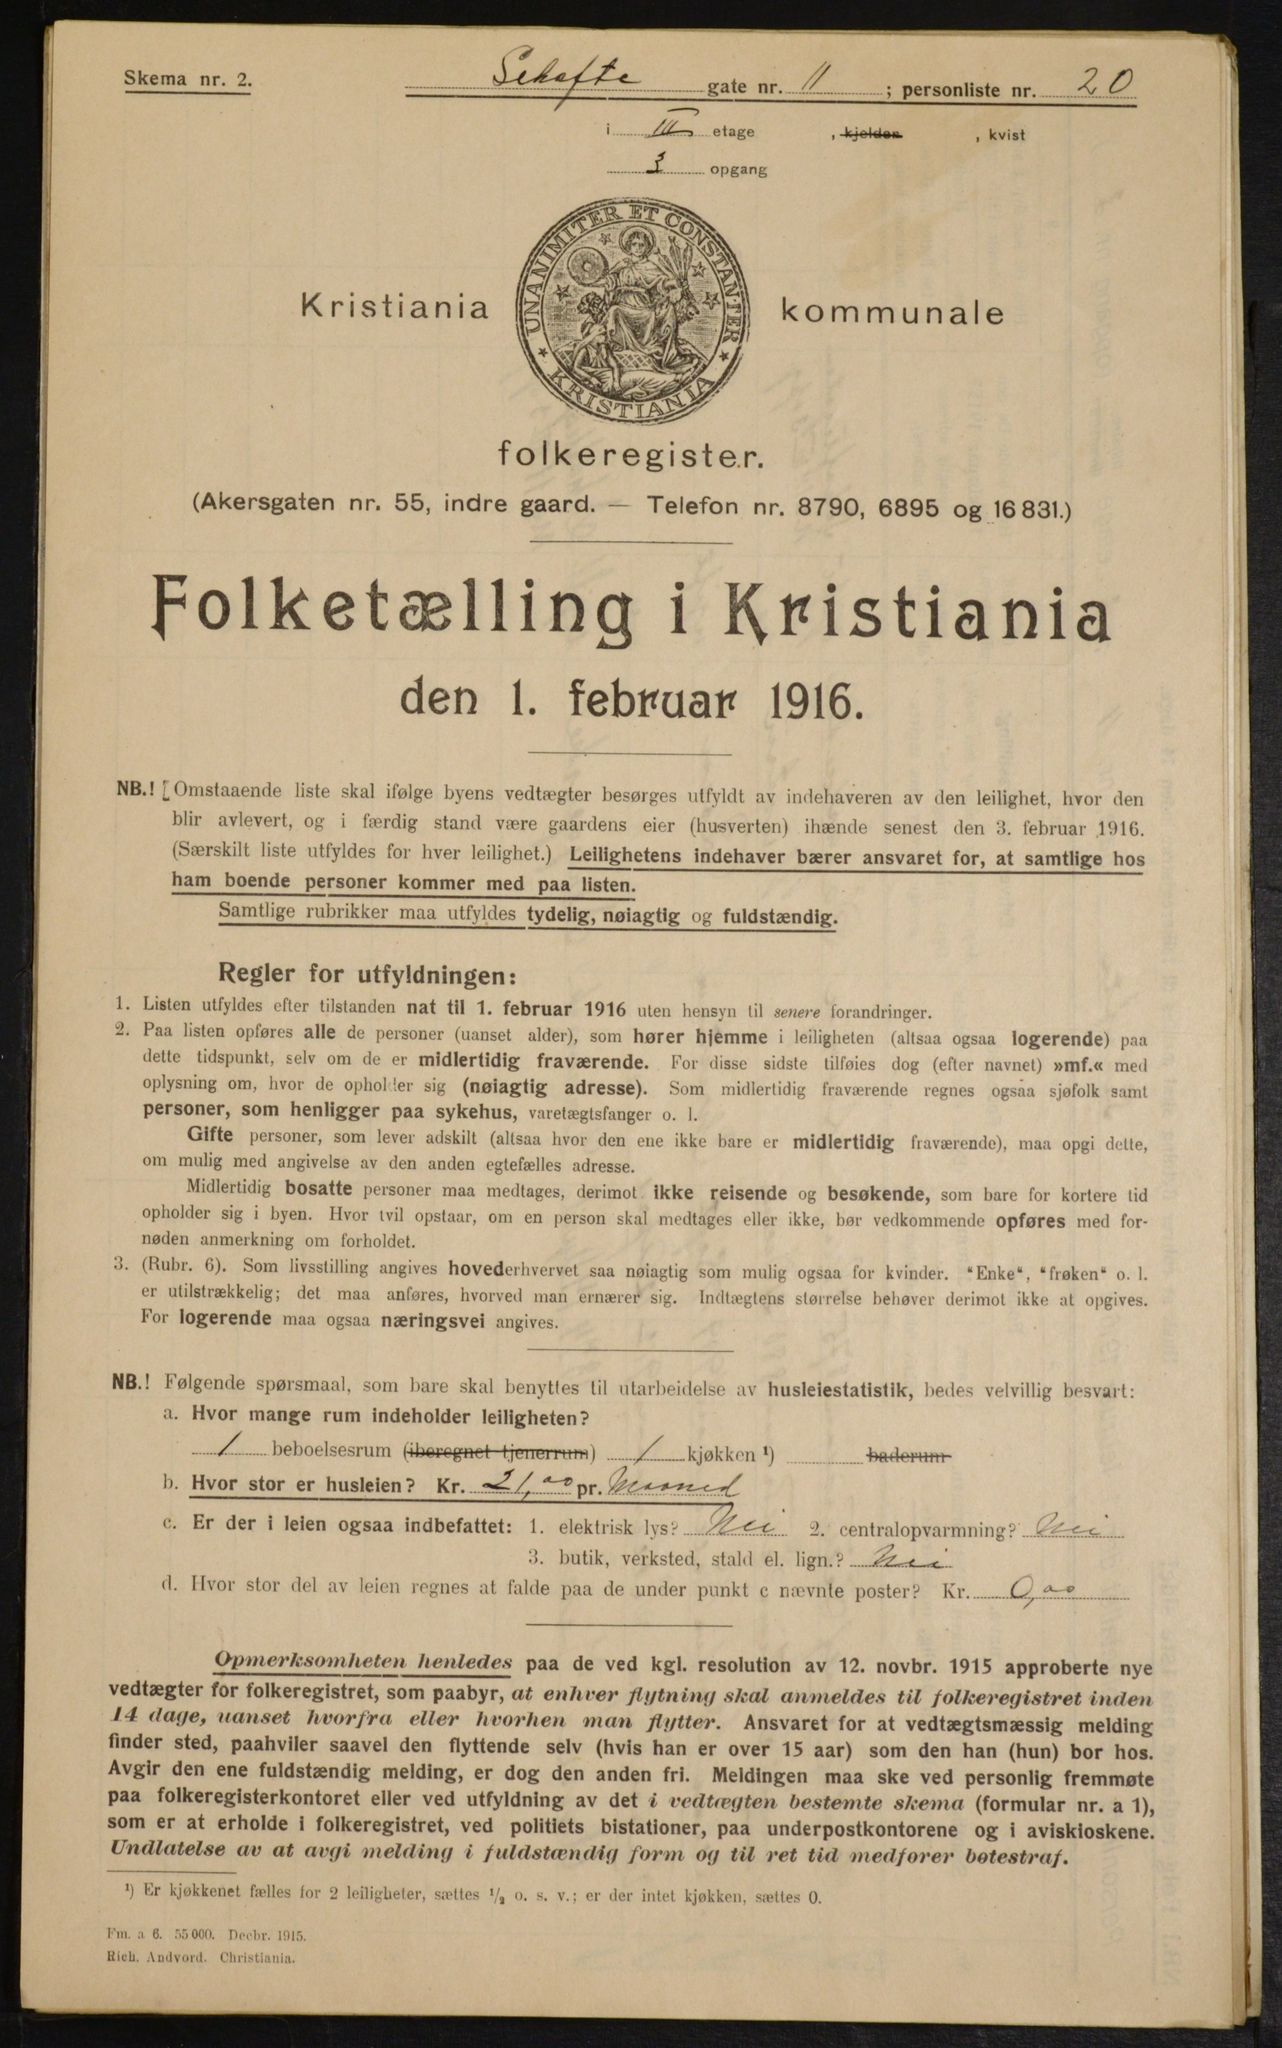 Skema nr. 2.
Schøfte gate nr. 11 ; personliste nr. 20
i III etage , kjelder , kvist
3 opgang
UNANIMITER ET CONSTANTER
KRISTIANIA
Kristiania kommunale
folkeregister.
(Akersgaten nr. 55, indre gaard. — Telefon nr. 8790, 6895 og 16 831.)
Folketælling i Kristiania
den 1. februar 1916.
NB.! [Omstaaende liste skal ifølge byens vedtægter besørges utfyldt av indehaveren av den leilighet, hvor den
blir avlevert, og i færdig stand være gaardens eier (husverten) ihænde senest den 3. februar 1916.
(Særskilt liste utfyldes for hver leilighet.) Leilighetens indehaver bærer ansvaret for, at samtlige hos
ham boende personer kommer med paa listen.
Samtlige rubrikker maa utfyldes tydelig, nøiagtig og fuldstændig.
Regler for utfyldningen:
1. Listen utfyldes efter tilstanden nat til 1. februar 1916 uten hensyn til senere forandringer.
2. Paa listen opføres alle de personer (uanset alder), som hører hjemme i leiligheten (altsaa ogsaa logerende) paa
dette tidspunkt, selv om de er midlertidig fraværende. For disse sidste tilføies dog (efter navnet) »mf.« med
oplysning om, hvor de opholder sig (nøiagtig adresse). Som midlertidig fraværende regnes ogsaa sjøfolk samt
personer, som henligger paa sykehus, varetægtsfanger o. l.
Gifte personer, som lever adskilt (altsaa hvor den ene ikke bare er midlertidig fraværende), maa opgi dette,
om mulig med angivelse av den anden egtefælles adresse.
Midlertidig bosatte personer maa medtages, derimot ikke reisende og besøkende, som bare for kortere tid
opholder sig i byen. Hvor tvil opstaar, om en person skal medtages eller ikke, bør vedkommende opføres med for-
nøden anmerkning om forholdet.
3. (Rubr. 6). Som livsstilling angives hovederhvervet saa nøiagtig som mulig ogsaa for kvinder. "Enke", "frøken" o. l.
er utilstrækkelig; det maa anføres, hvorved man ernærer sig. Indtægtens størrelse behøver derimot ikke at opgives.
For logerende maa ogsaa næringsvei angives.
NB.! Følgende spørsmaal, som bare skal benyttes til utarbeidelse av husleiestatistik, bedes velvillig besvart:
a. Hvor mange rum indeholder leiligheten?
1 beboelsesrum (iberegnet tjenerrum) 1 kjøkken ¹) baderum
b. Hvor stor er husleien? Kr. 21,00 pr. Maaned
c. Er der i leien ogsaa indbefattet: 1. elektrisk lys? Nei 2. centralopvarmning? Nei
3. butik, verksted, stald el. lign.? Nei
d. Hvor stor del av leien regnes at falde paa de under punkt c nævnte poster? Kr. 0,00
Opmerksomheten henledes paa de ved kgl. resolution av 12. novbr. 1915 approberte nye
vedtægter for folkeregistret, som paabyr, at enhver flytning skal anmeldes til folkeregistret inden
14 dage, uanset hvorfra eller hvorhen man flytter. Ansvaret for at vedtægtsmæssig melding
finder sted, paahviler saavel den flyttende selv (hvis han er over 15 aar) som den han (hun) bor hos.
Avgir den ene fuldstændig melding, er dog den anden fri. Meldingen maa ske ved personlig fremmøte
paa folkeregisterkontoret eller ved utfyldning av det i vedtægten bestemte skema (formular nr. a 1),
som er at erholde i folkeregistret, ved politiets bistationer, paa underpostkontorene og i aviskioskene.
Undlatelse av at avgi melding i fuldstændig form og til ret tid medfører bøtestraf.
¹) Er kjøkkenet fælles for 2 leiligheter, sættes ½ o. s. v.; er der intet kjøkken, sættes 0.
Fm. a 6. 55 000. Decbr. 1915.
Rich. Andvord. Christiania.